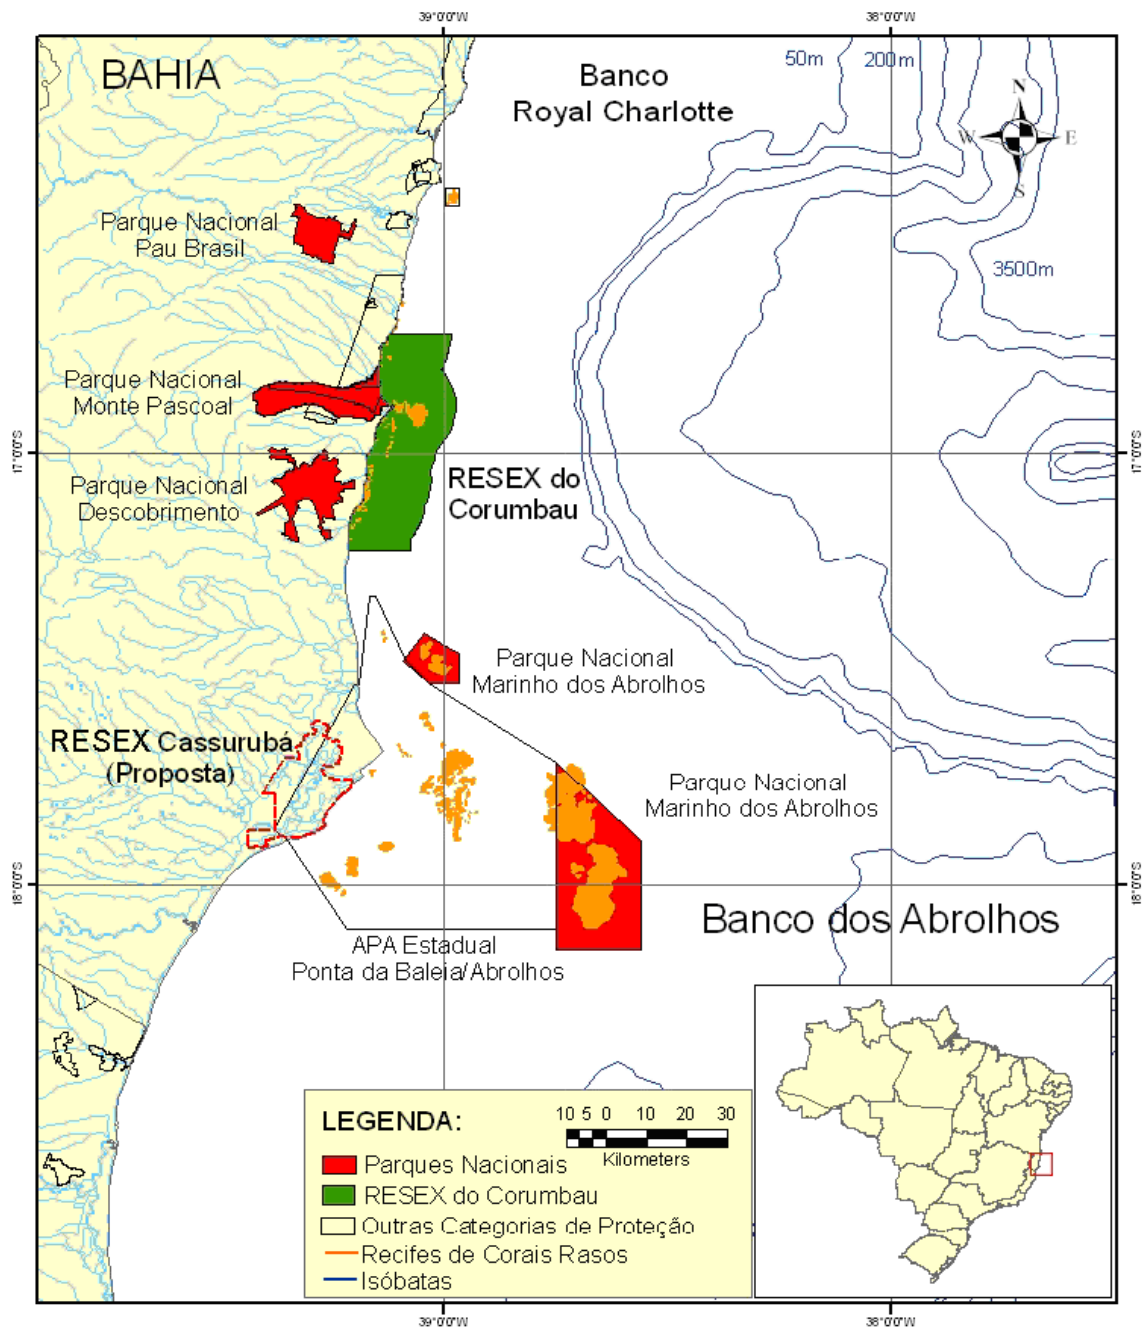 39°0'0"W
38°0'0"W
BAHIA
Banco
Royal Charlotte
50m
200m
N
W
E
S
Parque Nacional
Pau Brasil
3500m
Parque Nacional
Monte Pascoal
17°0'0"S
17°0'0"S
Parque Nacional
Descobrimento
RESEX do
Corumbau
Parque Nacional
Marinho dos Abrolhos
RESEX Cassurubá
(Proposta)
Parque Nacional
Marinho dos Abrolhos
18°0'0"S
18°0'0"S
Banco dos Abrolhos
APA Estadual
Ponta da Baleia/Abrolhos
LEGENDA:
10 5 0 10 20 30
Kilometers
Parques Nacionais
RESEX do Corumbau
Outras Categorias de Proteção
Recifes de Corais Rasos
Isóbatas
39°0'0"W
38°0'0"W